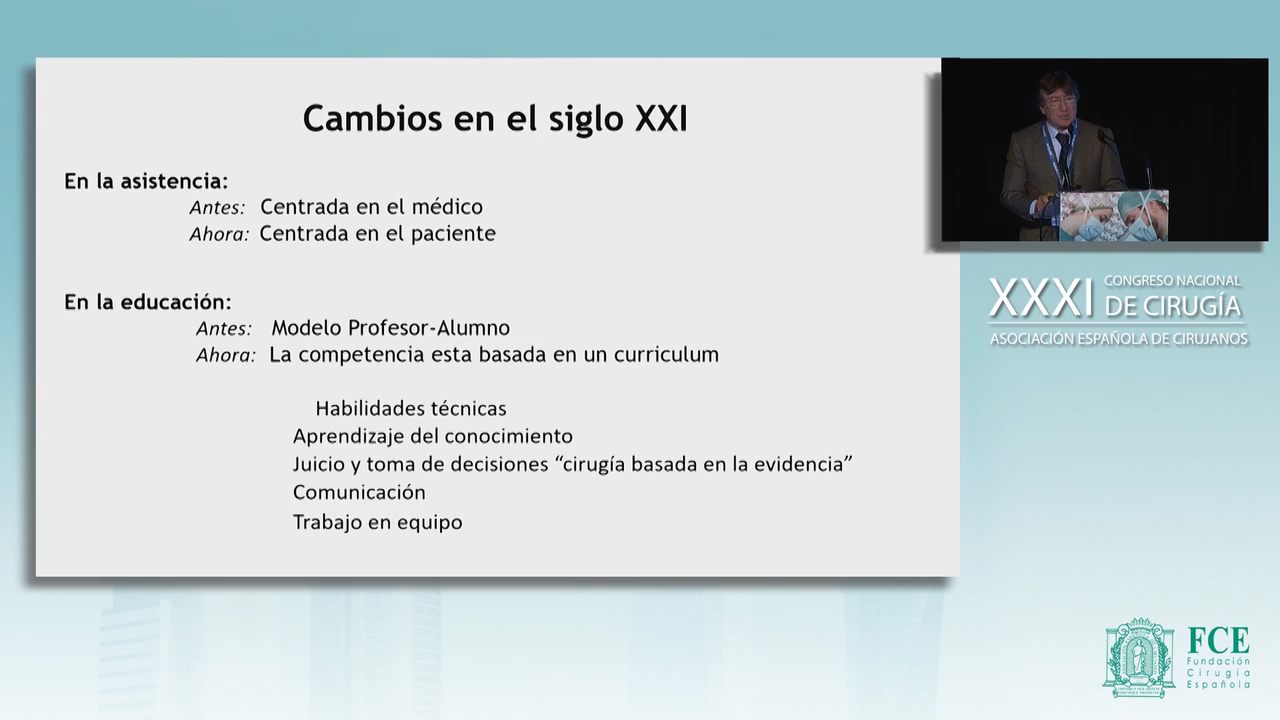 Cambios en el siglo XXI
En la asistencia:
Antes: Centrada en el médico
Ahora: Centrada en el paciente
En la educación:
Antes: Modelo Profesor-Alumno
Ahora: La competencia esta basada en un curriculum
Habilidades técnicas
Aprendizaje del conocimiento
Juicio y toma de decisiones “cirugía basada en la evidencia”
Comunicación
Trabajo en equipo
XXXI CONGRESO NACIONAL
DE CIRUGÍA
ASOCIACIÓN ESPAÑOLA DE CIRUJANOS
FCE
Fundación
Cirugía
Española